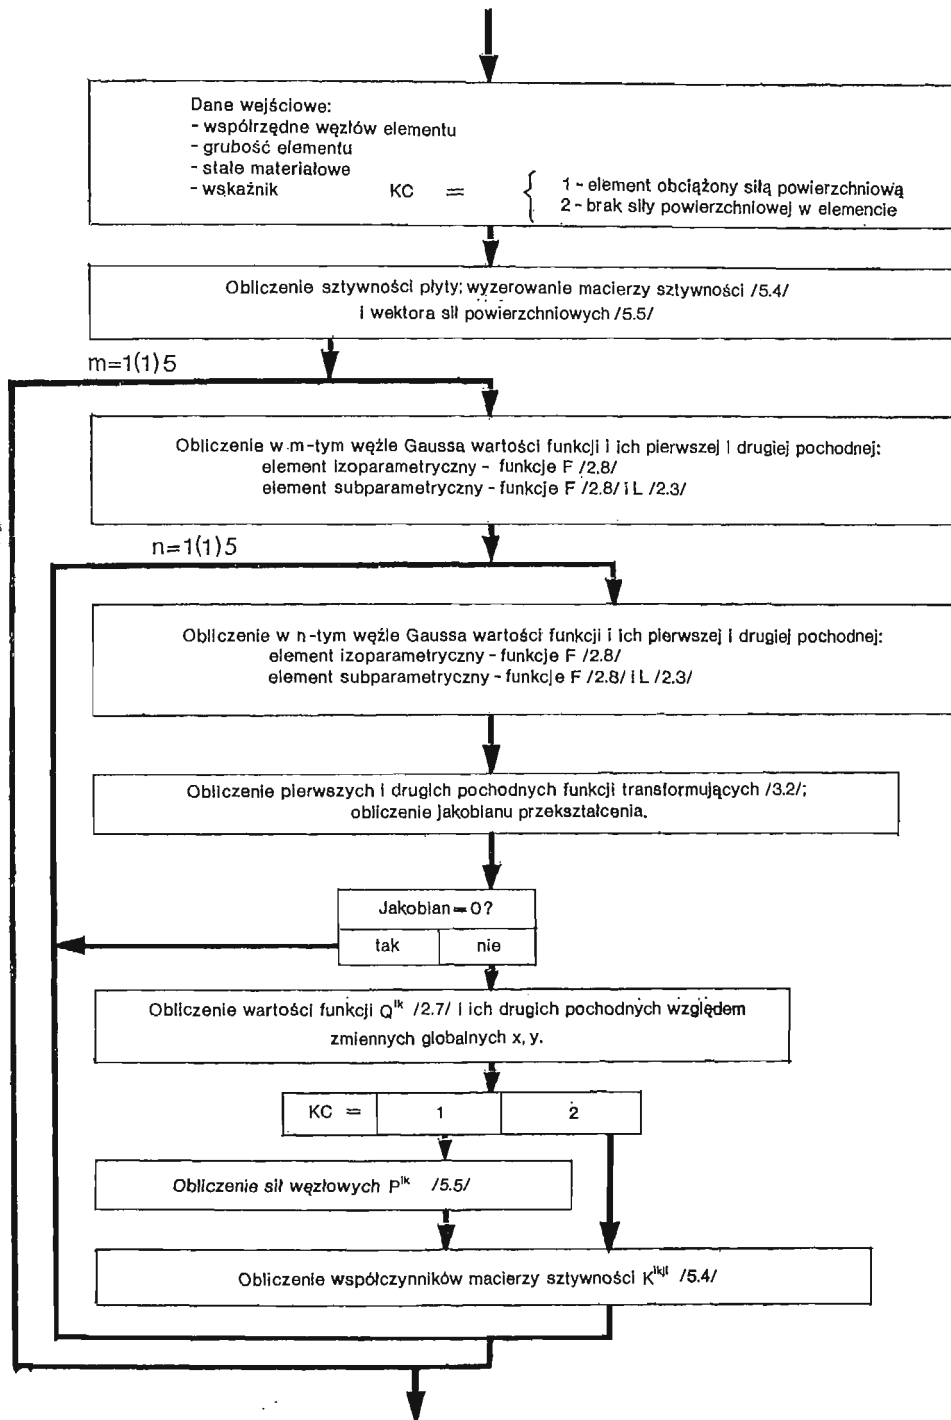 Dane wejściowe:
- współrzędne węzłów elementu
- grubość elementu
- stałe materiałowe
- wskaźnik KC = { 1 - element obciążony siłą powierzchniową
2 - brak siły powierzchniowej w elemencie
Obliczenie sztywności płyty; wyzerowanie macierzy sztywności /5.4/
i wektora sił powierzchniowych /5.5/
m=1(1)5
Obliczenie w m-tym węźle Gaussa wartości funkcji i ich pierwszej i drugiej pochodnej:
element izoparametryczny - funkcje F /2.8/
element subparametryczny - funkcje F /2.8/ i L /2.3/
n=1(1)5
Obliczenie w n-tym węźle Gaussa wartości funkcji i ich pierwszej i drugiej pochodnej:
element izoparametryczny - funkcje F /2.8/
element subparametryczny - funkcje F /2.8/ i L /2.3/
Obliczenie pierwszych i drugich pochodnych funkcji transformujących /3.2/;
obliczenie jakobianu przekształcenia.
Jakobian = 0?
tak nie
Obliczenie wartości funkcji Q^ik /2.7/ i ich drugich pochodnych względem
zmiennych globalnych x, y.
KC = 1 2
Obliczenie sił węzłowych P^ik /5.5/
Obliczenie współczynników macierzy sztywności K^ikjl /5.4/